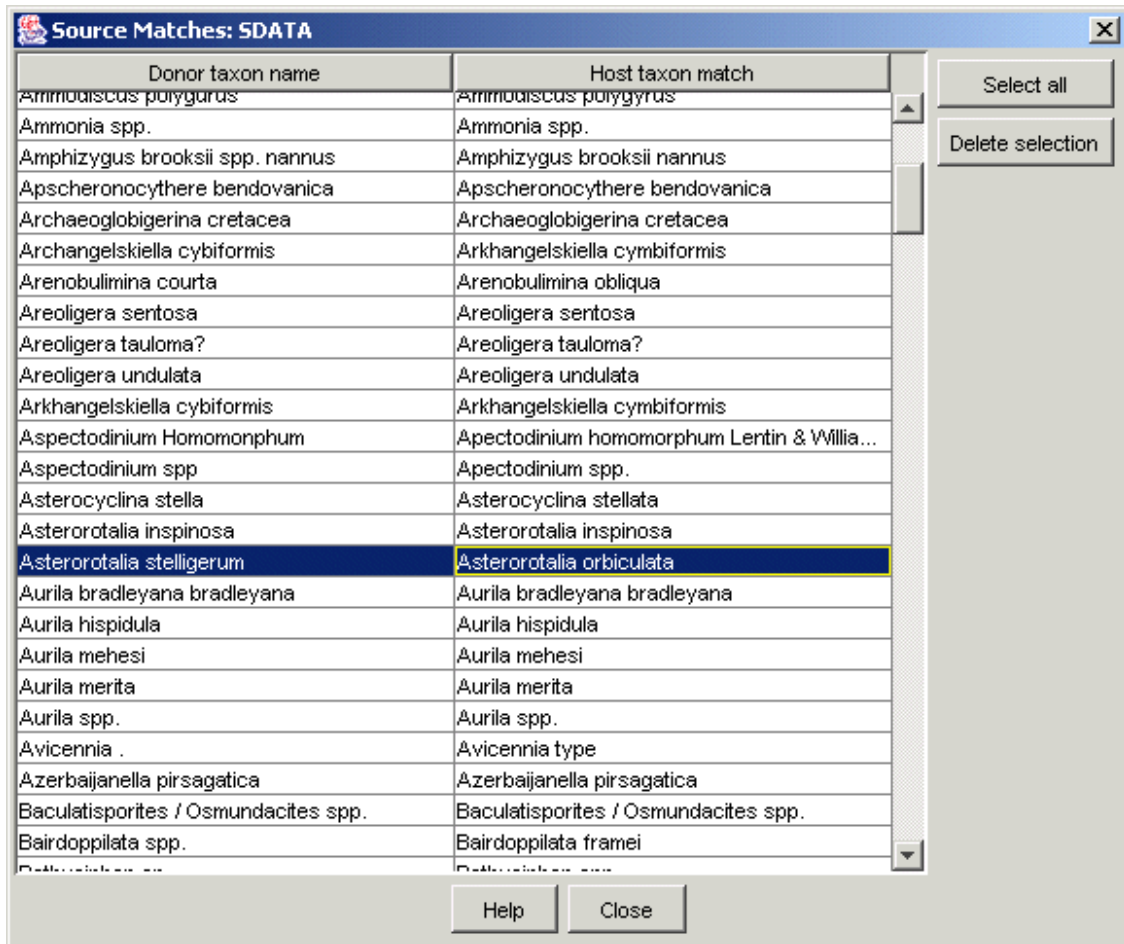 Source Matches: SDATA
Donor taxon name Host taxon match
Ammodiscus polygurus Ammodiscus polygyrus
Ammonia spp. Ammonia spp.
Amphizygus brooksii spp. nannus Amphizygus brooksii nannus
Apscheronocythere bendovanica Apscheronocythere bendovanica
Archaeoglobigerina cretacea Archaeoglobigerina cretacea
Archangelskiella cybiformis Arkhangelskiella cymbiformis
Arenobulimina courta Arenobulimina obliqua
Areoligera sentosa Areoligera sentosa
Areoligera tauloma? Areoligera tauloma?
Areoligera undulata Areoligera undulata
Arkhangelskiella cybiformis Arkhangelskiella cymbiformis
Aspectodinium Homomonphum Apectodinium homomorphum Lentin & Willia...
Aspectodinium spp Apectodinium spp.
Asterocyclina stella Asterocyclina stellata
Asterorotalia inspinosa Asterorotalia inspinosa
Asterorotalia stelligerum Asterorotalia orbiculata
Aurila bradleyana bradleyana Aurila bradleyana bradleyana
Aurila hispidula Aurila hispidula
Aurila mehesi Aurila mehesi
Aurila merita Aurila merita
Aurila spp. Aurila spp.
Avicennia . Avicennia type
Azerbaijanella pirsagatica Azerbaijanella pirsagatica
Baculatisporites / Osmundacites spp. Baculatisporites / Osmundacites spp.
Bairdoppilata spp. Bairdoppilata framei
Select all
Delete selection
Help Close